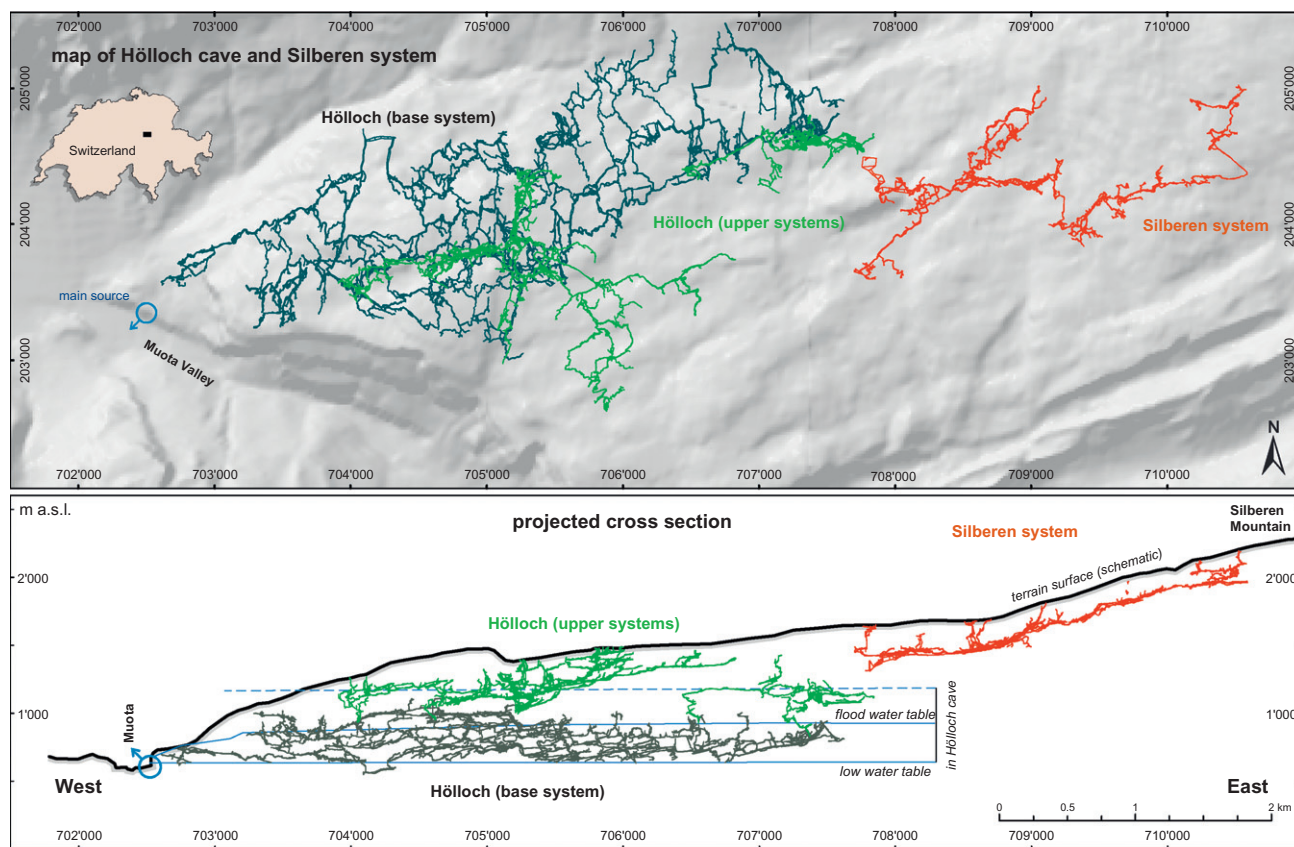 702'000 703'000 704'000 705'000 706'000 707'000 708'000 709'000 710'000
map of Hölloch cave and Silberen system
205'000
205'000
Hölloch (base system)
Switzerland
204'000
Hölloch (upper systems)
Silberen system
204'000
main source
Muota Valley
203'000
203'000
N
702'000 703'000 704'000 705'000 706'000 707'000 708'000 709'000 710'000
m a.s.l.
projected cross section
Silberen
Mountain
Silberen system
terrain surface (schematic)
2'000
2'000
Hölloch (upper systems)
Muota
1'000
flood water table
in Hölloch cave
1'000
low water table
West
Hölloch (base system)
East
0 0.5 1 2 km
702'000 703'000 704'000 705'000 706'000 707'000 708'000 709'000 710'000